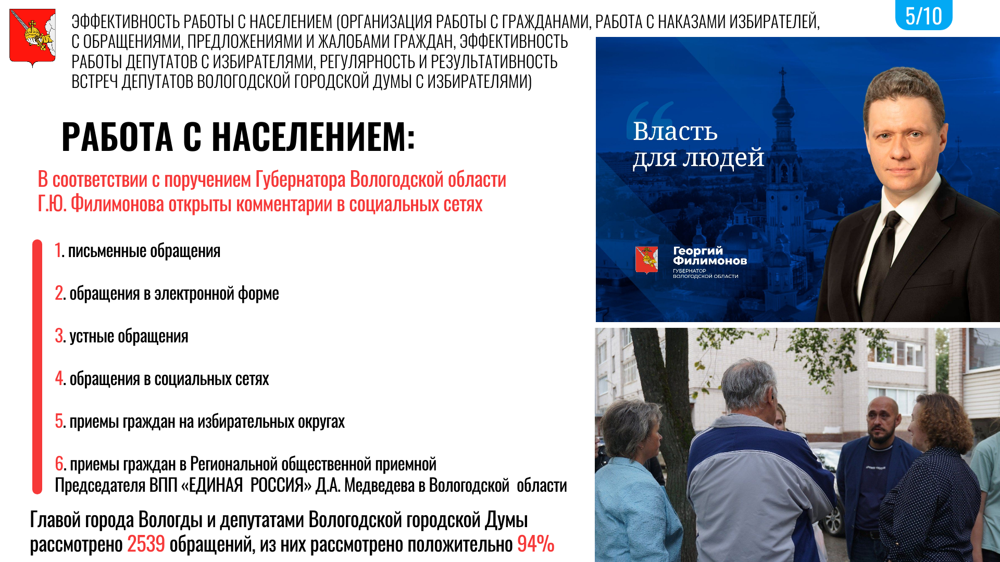 ЭФФЕКТИВНОСТЬ РАБОТЫ С НАСЕЛЕНИЕМ (ОРГАНИЗАЦИЯ РАБОТЫ С ГРАЖДАНАМИ, РАБОТА С НАКАЗАМИ ИЗБИРАТЕЛЕЙ,
С ОБРАЩЕНИЯМИ, ПРЕДЛОЖЕНИЯМИ И ЖАЛОБАМИ ГРАЖДАН, ЭФФЕКТИВНОСТЬ
РАБОТЫ ДЕПУТАТОВ С ИЗБИРАТЕЛЯМИ, РЕГУЛЯРНОСТЬ И РЕЗУЛЬТАТИВНОСТЬ
ВСТРЕЧ ДЕПУТАТОВ ВОЛОГОДСКОЙ ГОРОДСКОЙ ДУМЫ С ИЗБИРАТЕЛЯМИ)
5/10
РАБОТА С НАСЕЛЕНИЕМ:
В соответствии с поручением Губернатора Вологодской области
Г.Ю. Филимонова открыты комментарии в социальных сетях
1. письменные обращения
2. обращения в электронной форме
3. устные обращения
4. обращения в социальных сетях
5. приемы граждан на избирательных округах
6. приемы граждан в Региональной общественной приемной
Председателя ВПП «ЕДИНАЯ РОССИЯ» Д.А. Медведева в Вологодской области
Главой города Вологды и депутатами Вологодской городской Думы
рассмотрено 2539 обращений, из них рассмотрено положительно 94%
“
Власть
для людей
Георгий
Филимонов
ГУБЕРНАТОР
ВОЛОГОДСКОЙ ОБЛАСТИ